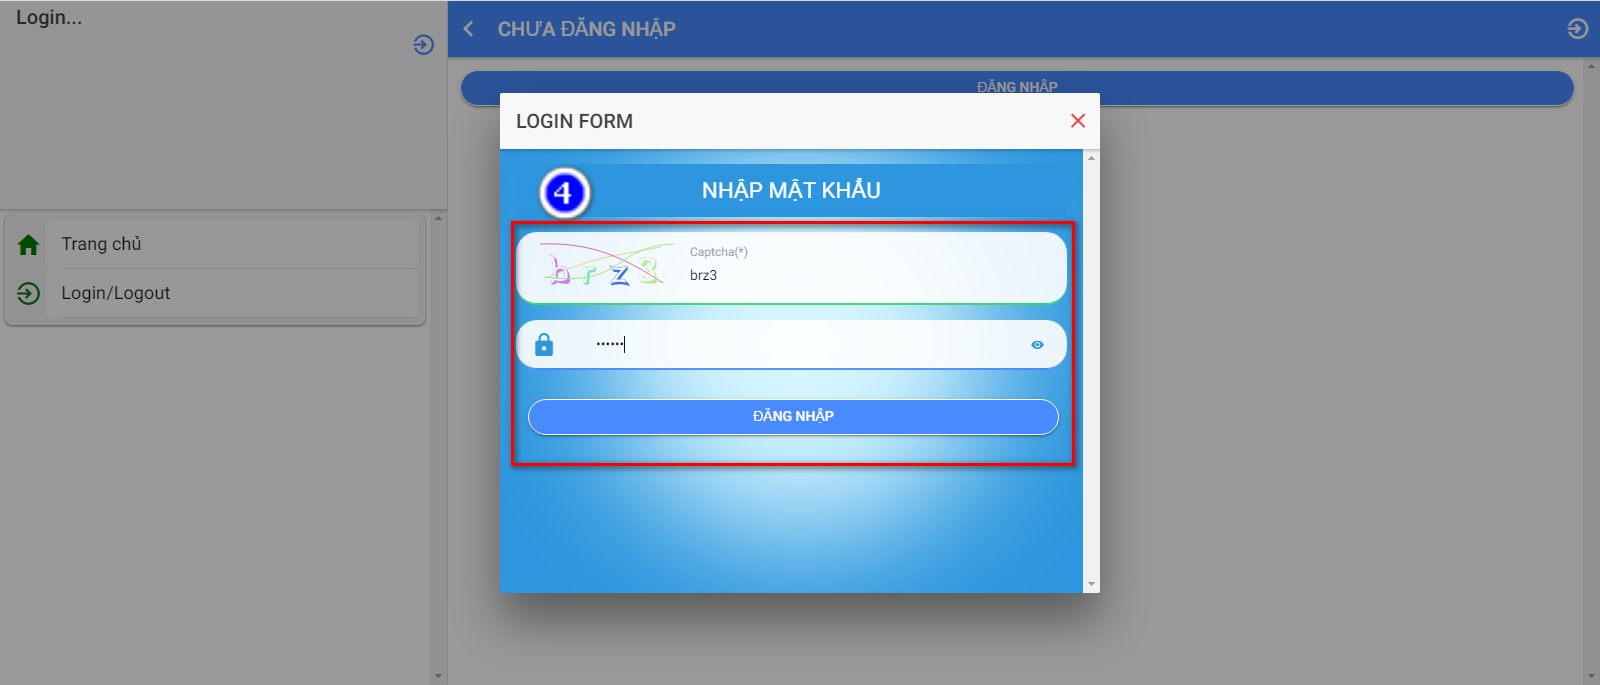 Login...
CHƯA ĐĂNG NHẬP
ĐĂNG NHẬP
Trang chủ
Login/Logout
LOGIN FORM
4
NHẬP MẬT KHẨU
brz3
Captcha(*)
brz3
••••••
ĐĂNG NHẬP